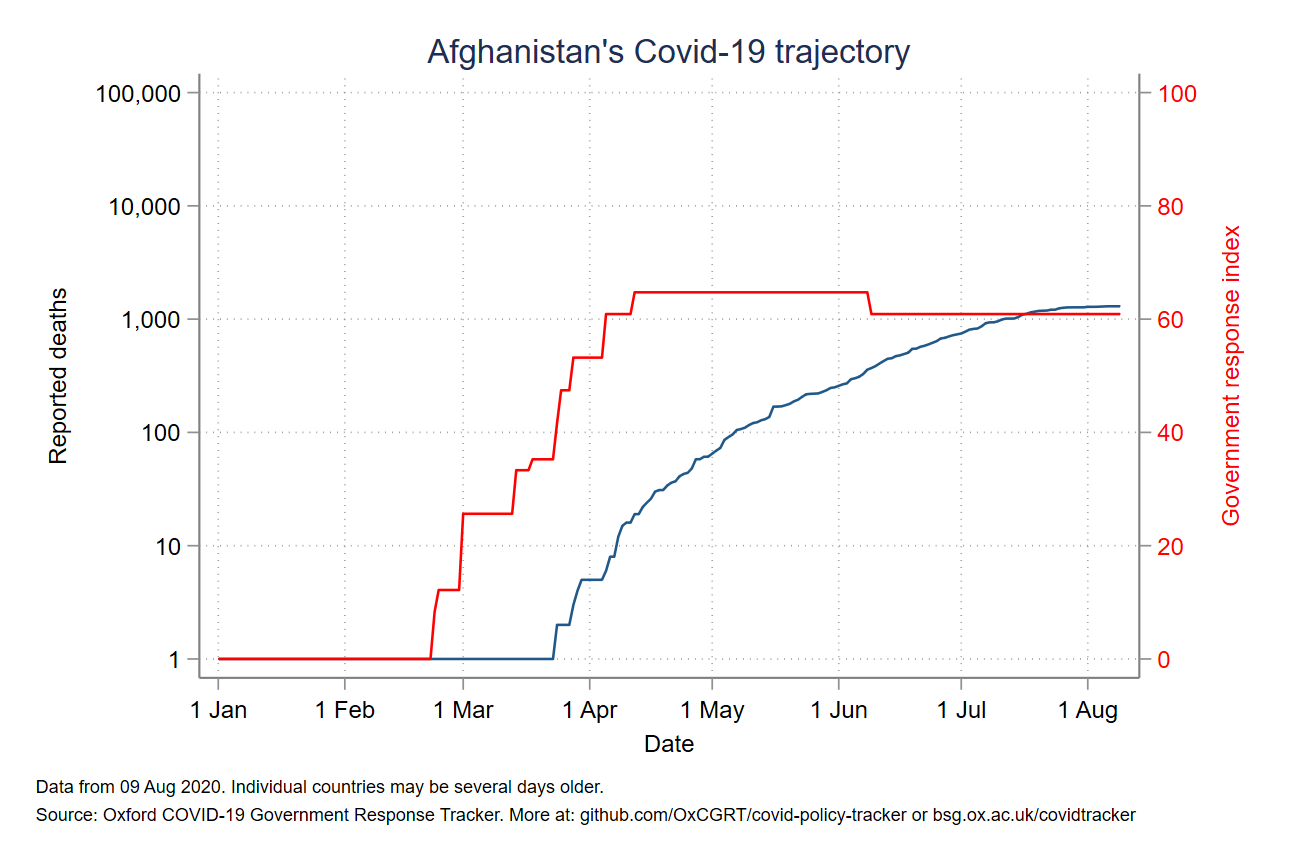 Afghanistan's Covid-19 trajectory
100,000
10,000
1,000
100
10
1
Reported deaths
100
80
60
40
20
0
Government response index
1 Jan 1 Feb 1 Mar 1 Apr 1 May 1 Jun 1 Jul 1 Aug
Date
Data from 09 Aug 2020. Individual countries may be several days older.
Source: Oxford COVID-19 Government Response Tracker. More at: github.com/OxCGRT/covid-policy-tracker or bsg.ox.ac.uk/covidtracker